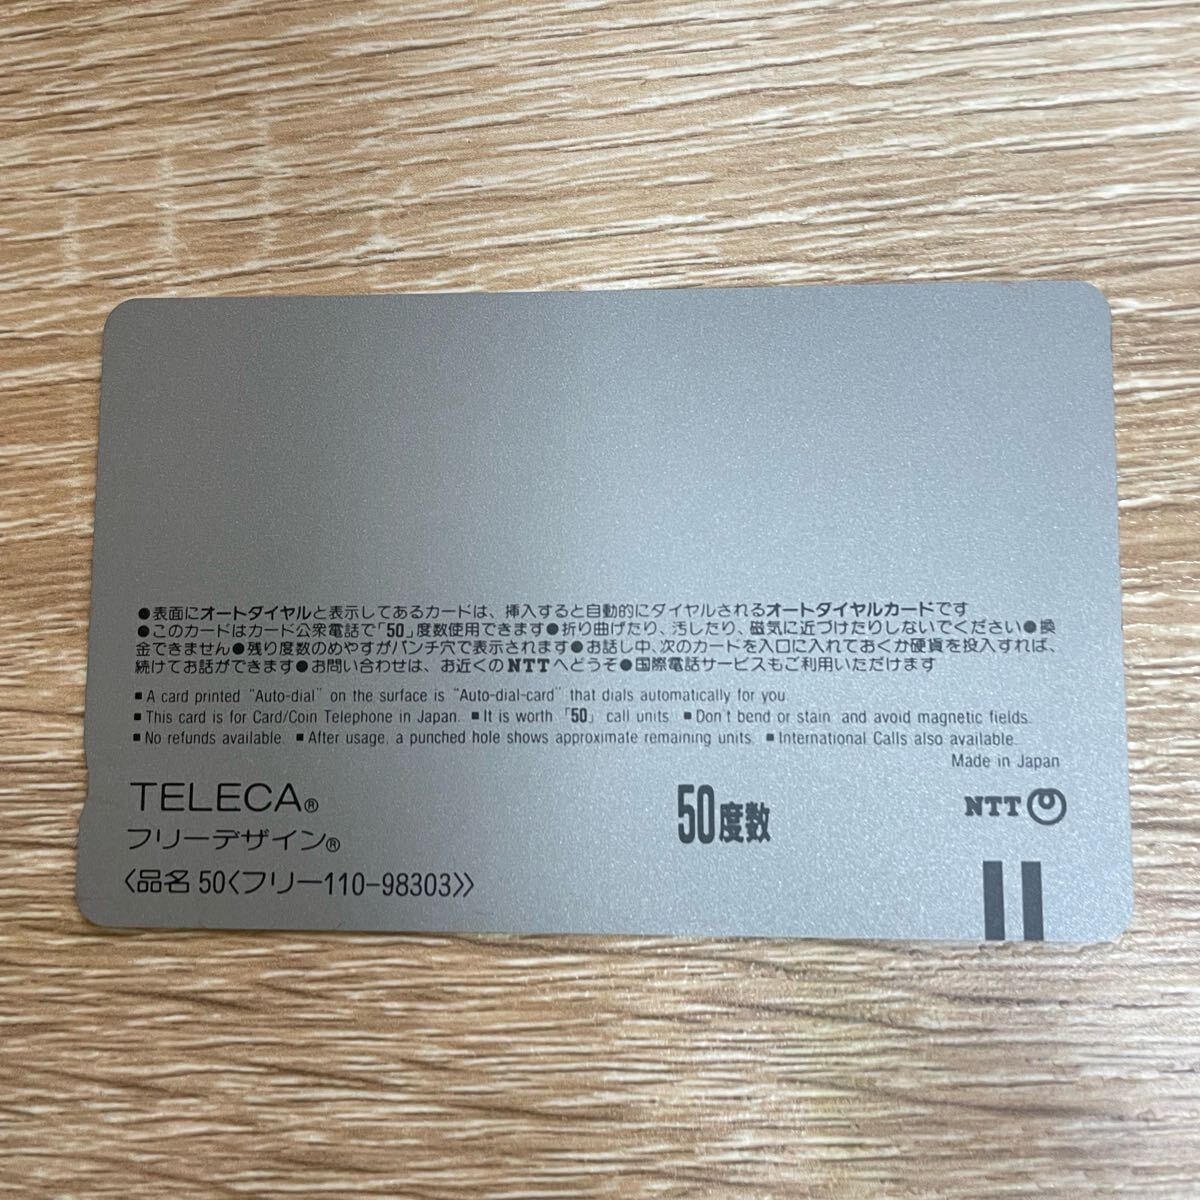 ●表面にオートダイヤルと表示してあるカードは、挿入すると自動的にダイヤルされるオートダイヤルカードです
●このカードはカード公衆電話で「50」度数使用できます●折り曲げたり、汚したり、磁気に近づけたりしないでください●換
金できません●残り度数のめやすがパンチ穴で表示されます●お話し中、次のカードを入口に入れておくか硬貨を投入すれば、
続けてお話ができます●お問い合わせは、お近くのNTTへどうぞ●国際電話サービスもご利用いただけます
■A card printed "Auto-dial" on the surface is "Auto-dial-card" that dials automatically for you.
■This card is for Card/Coin Telephone in Japan. ■It is worth「50」call units ■Don't bend or stain and avoid magnetic fields.
■No refunds available. ■After usage, a punched hole shows approximate remaining units. ■International Calls also available.
Made in Japan
TELECA®
フリーデザイン®
〈品名 50〈フリー110-98303〉〉
50度数
NTT